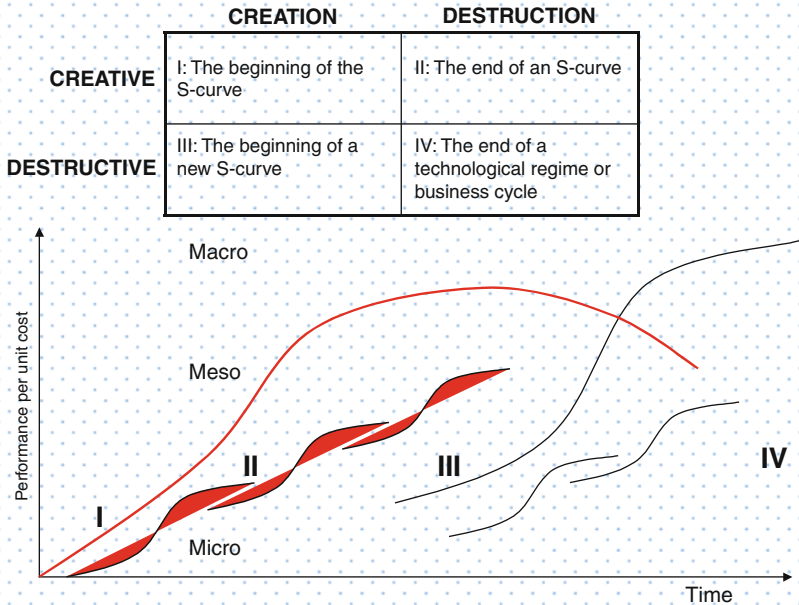 CREATION DESTRUCTION
CREATIVE
I: The beginning of the
S-curve
II: The end of an S-curve
DESTRUCTIVE
III: The beginning of a
new S-curve
IV: The end of a
technological regime or
business cycle
Macro
Meso
Micro
Performance per unit cost
I
II
III
IV
Time